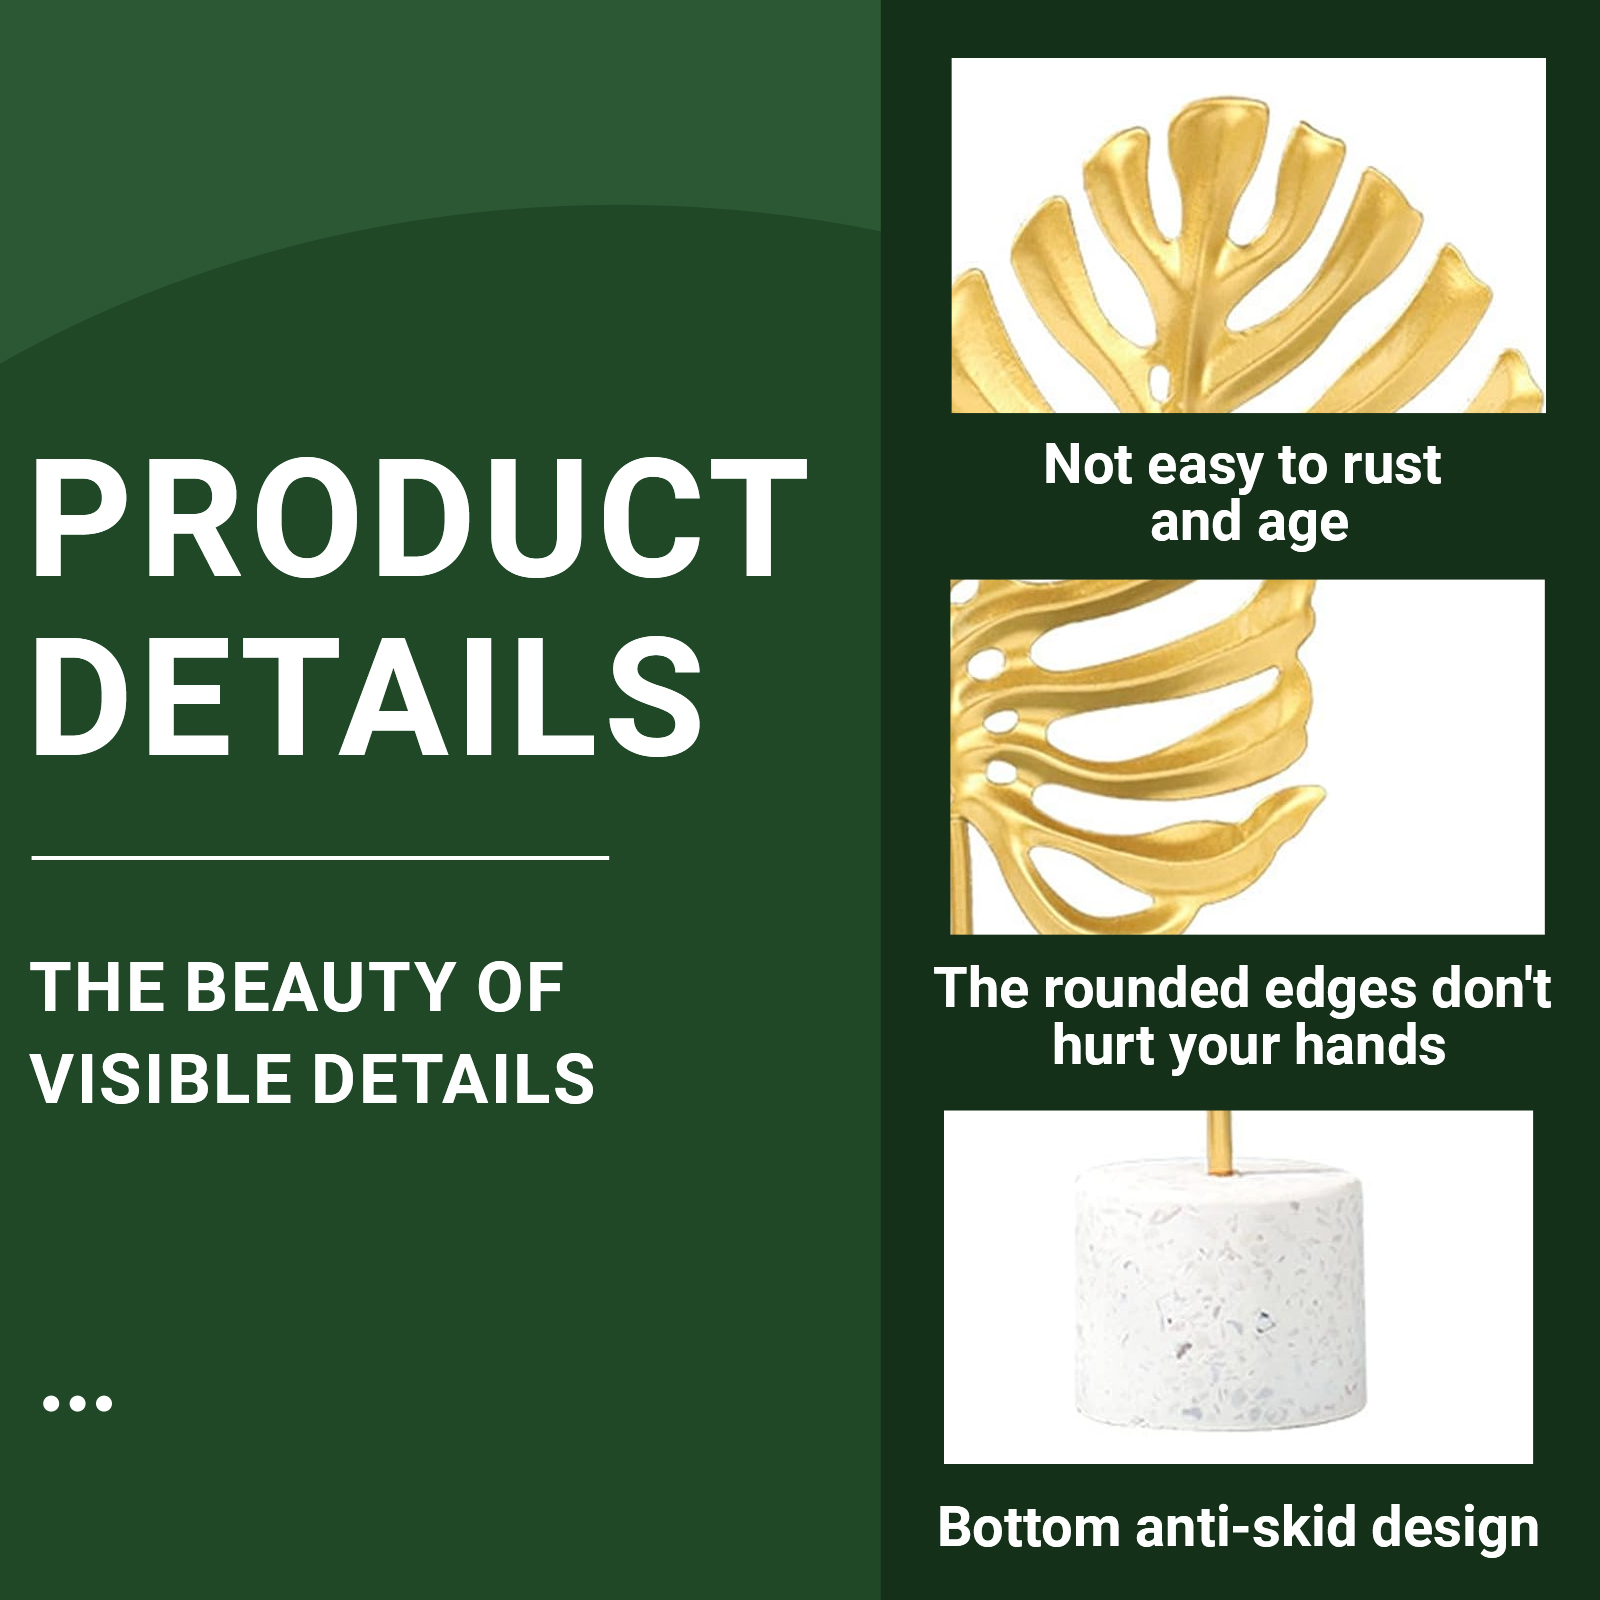 PRODUCT
DETAILS
THE BEAUTY OF
VISIBLE DETAILS
Not easy to rust
and age
The rounded edges don't
hurt your hands
Bottom anti-skid design